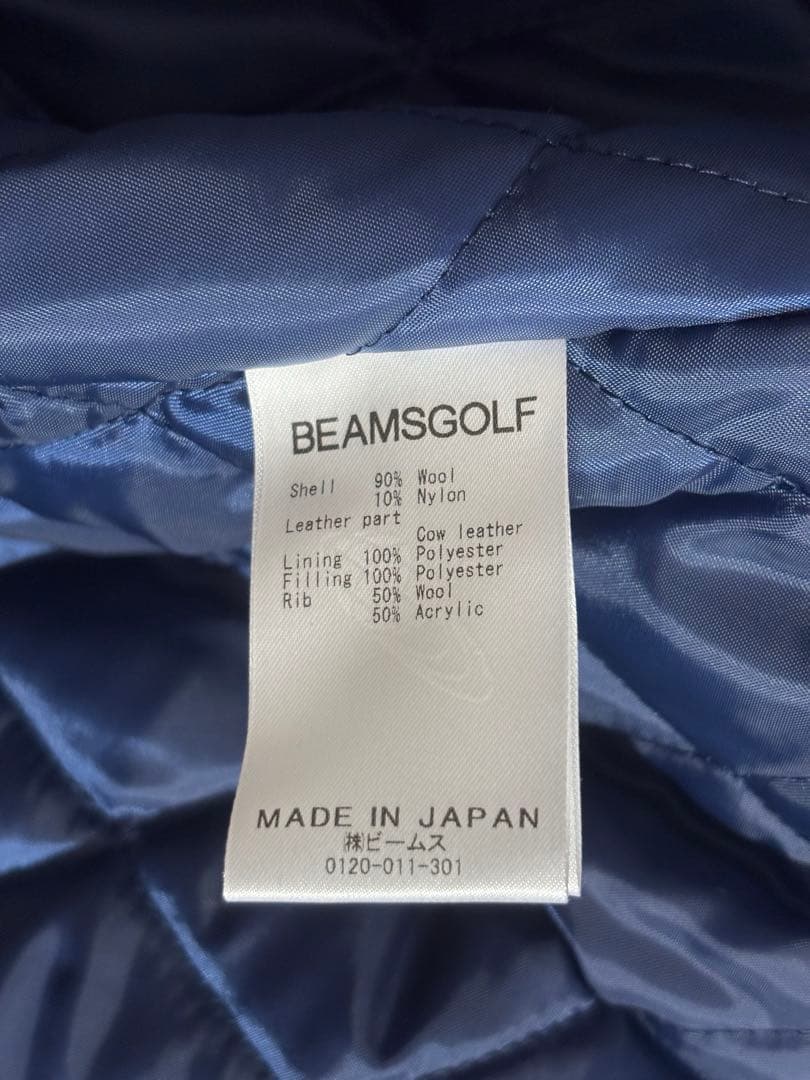 BEAMSGOLF
Shell 90% Wool
10% Nylon
Leather part
Cow leather
Lining 100% Polyester
Filling 100% Polyester
Rib 50% Wool
50% Acrylic
MADE IN JAPAN
㈱ビームス
0120-011-301